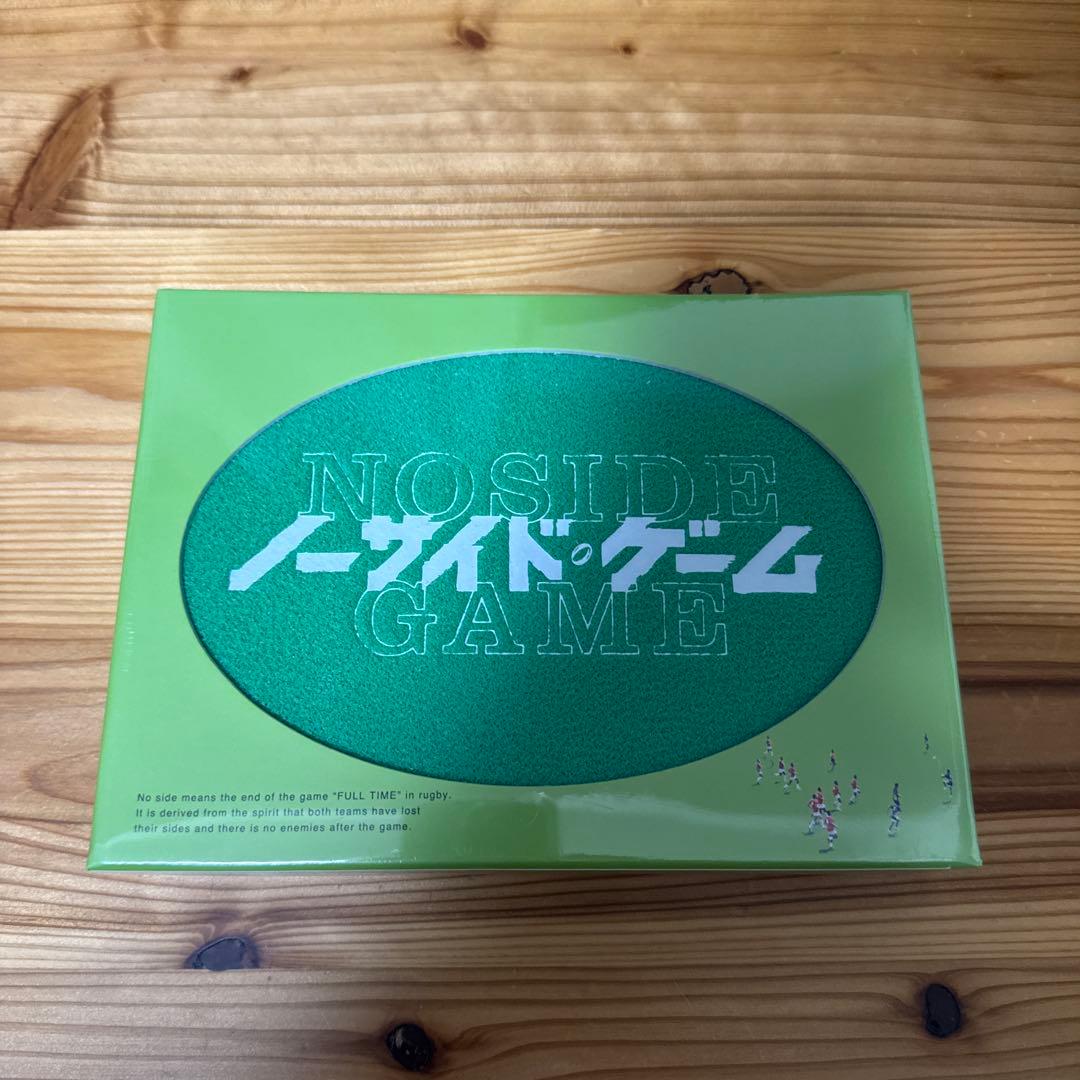 NOSIDE
ノーサイド・ゲーム
GAME
No side means the end of the game "FULL TIME" in rugby.
It is derived from the spirit that both teams have lost
their sides and there is no enemies after the game.